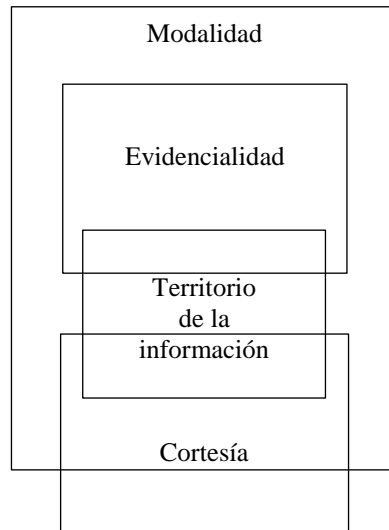 Modalidad
Evidencialidad
Territorio
de la
información
Cortesía